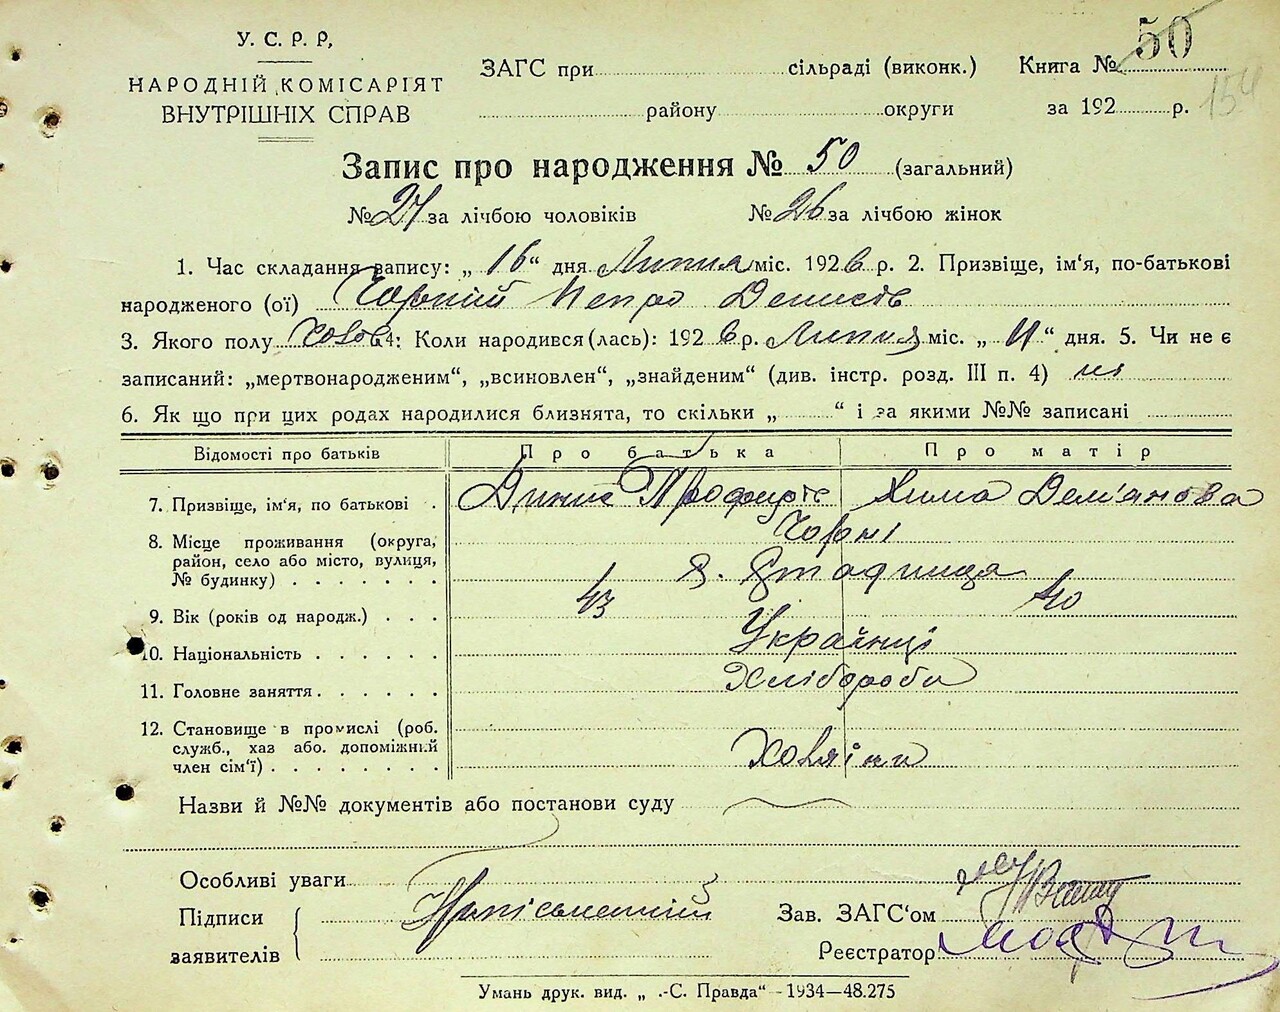 У. С. Р. Р,
НАРОДНІЙ КОМІСАРІЯТ
ВНУТРІШНІХ СПРАВ
ЗАГС при сільраді (виконк.) Книга № 50
району округи за 192 р. 154
Запис про народження № 50 (загальний)
№ 27 за лічбою чоловіків № 26 за лічбою жінок
1. Час складання запису: „ 16 “ дня Липня міс. 1926 р. 2. Призвіще, ім'я, по-батькові
народженого (ої) Чорній Петро Денисів
3. Якого полу 4: Коли народився (лась): 1926 р. Липня міс. „ 11 “ дня. 5. Чи не є
записаний: „мертвонародженим“, „всиновлен“, „знайденим“ (див. інстр. розд. III п. 4) ні
6. Як що при цих родах народилися близнята, то скільки „ “ і за якими №№ записані
Відомості про батьків Про батька Про матір
7. Призвіще, ім'я, по батькові Динис Профирів Хима Дем'янова
Чорні
8. Місце проживання (округа,
район, село або місто, вулиця,
№ будинку) с. Стадница
9. Вік (років од народж.) 43 40
10. Національність Українці
11. Головне заняття Хлібороби
12. Становище в промислі (роб.
служб., хаз або. допоміжний
член сім'ї) Хозяіни
Назви й №№ документів або постанови суду
Особливі уваги
Підписи Неписьменній Зав. ЗАГС'ом
заявителів Реєстратор
Умань друк. вид. „ .-С. Правда“ - 1934—48.275